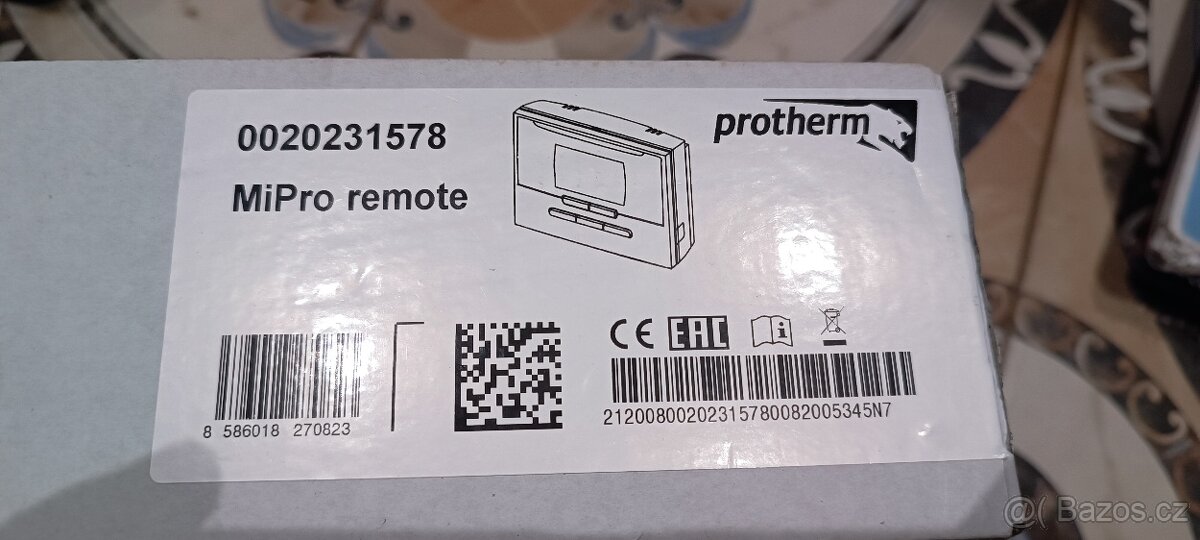 0020231578
MiPro remote
protherm
CE EAC
8 586018 270823
21200800202315780082005345N7
@( Bazos.cz